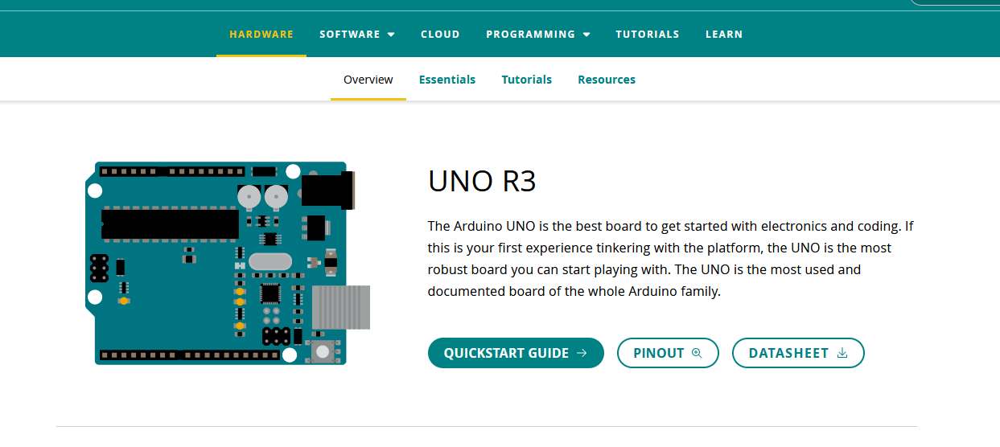 HARDWARE SOFTWARE CLOUD PROGRAMMING TUTORIALS LEARN
Overview Essentials Tutorials Resources
UNO R3
The Arduino UNO is the best board to get started with electronics and coding. If
this is your first experience tinkering with the platform, the UNO is the most
robust board you can start playing with. The UNO is the most used and
documented board of the whole Arduino family.
QUICKSTART GUIDE PINOUT DATASHEET